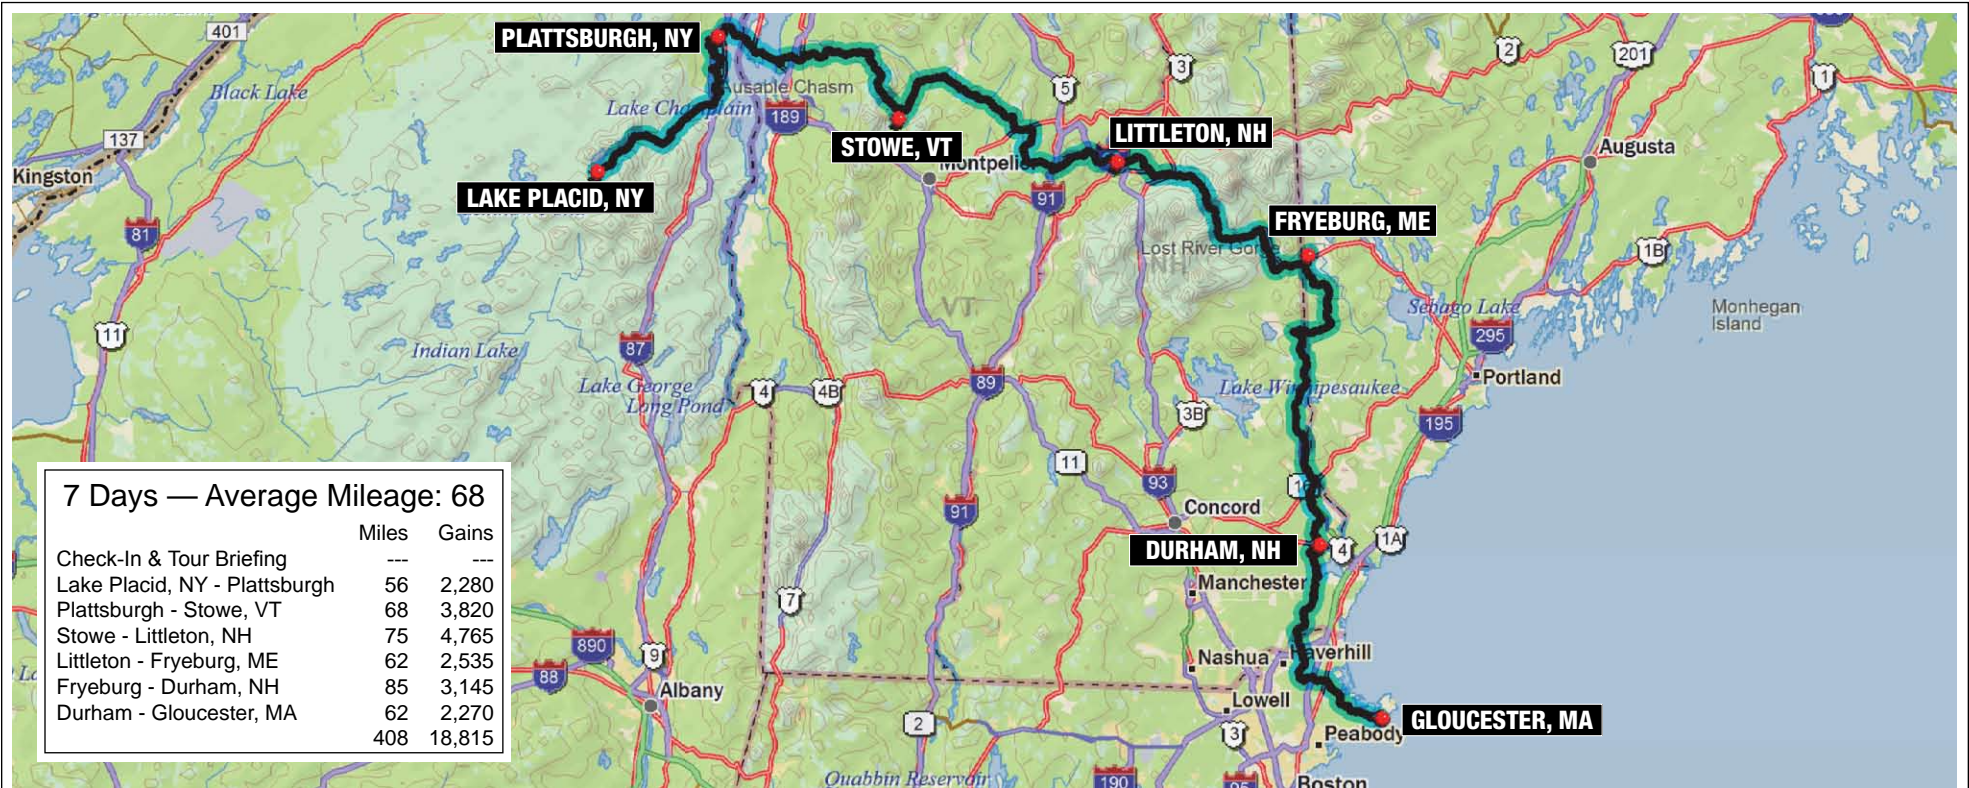 401
PLATTSBURGH, NY
Black Lake
Ausable Chasm
Lake Champlain
189
5
3
2
201
1
137
STOWE, VT
LITTLETON, NH
Montpelie
Augusta
Kingston
LAKE PLACID, NY
91
81
FRYEBURG, ME
Lost River Gorge
NH
1B
Sebago Lake
Monhegan
Island
VT
11
87
Indian Lake
295
Lake George
Long Pond
4
4B
89
Lake Winnipesaukee
Portland
3B
195
11
93
91
Concord
DURHAM, NH
4
1A
Manchester
7
7 Days — Average Mileage: 68
Miles Gains
Check-In & Tour Briefing --- ---
Lake Placid, NY - Plattsburgh 56 2,280
Plattsburgh - Stowe, VT 68 3,820
Stowe - Littleton, NH 75 4,765
Littleton - Fryeburg, ME 62 2,535
Fryeburg - Durham, NH 85 3,145
Durham - Gloucester, MA 62 2,270
408 18,815
890
9
88
Albany
Nashua
Haverhill
Lowell
2
3
GLOUCESTER, MA
Peabody
Quabbin Reservoir
190
95
Boston